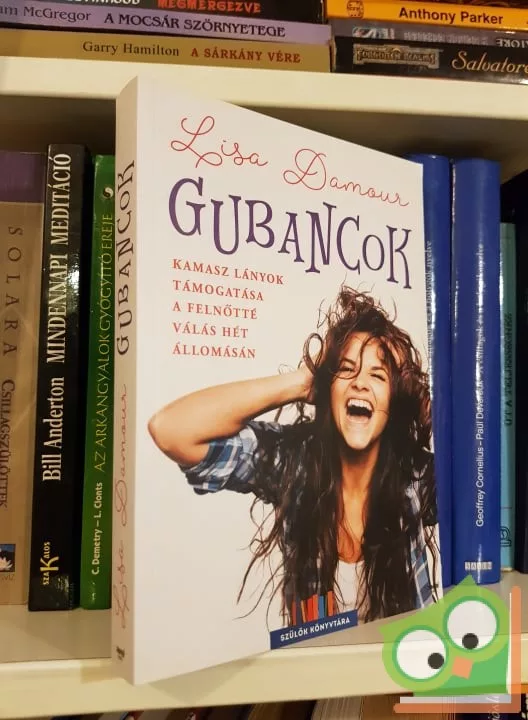 MEGMERGEZVE
am McGregor A MOCSÁR SZÖRNYETEGE
Garry Hamilton A SÁRKÁNY VÉRE
Anthony Parker
Salvatore
SOLARA CSILLAGSZÜLÖTTEK
Bill Anderton MINDENNAPI MEDITÁCIÓ
C. Demetry – L. Clonts AZ ARKANGYALOK GYÓGYÍTÓ EREJE
Lisa Damour GUBANCOK
Lisa Damour
GUBANCOK
KAMASZ LÁNYOK
TÁMOGATÁSA
A FELNŐTTÉ
VÁLÁS HÉT
ÁLLOMÁSÁN
SZÜLŐK KÖNYVTÁRA
Geoffrey Cornelius – Paul Devereux